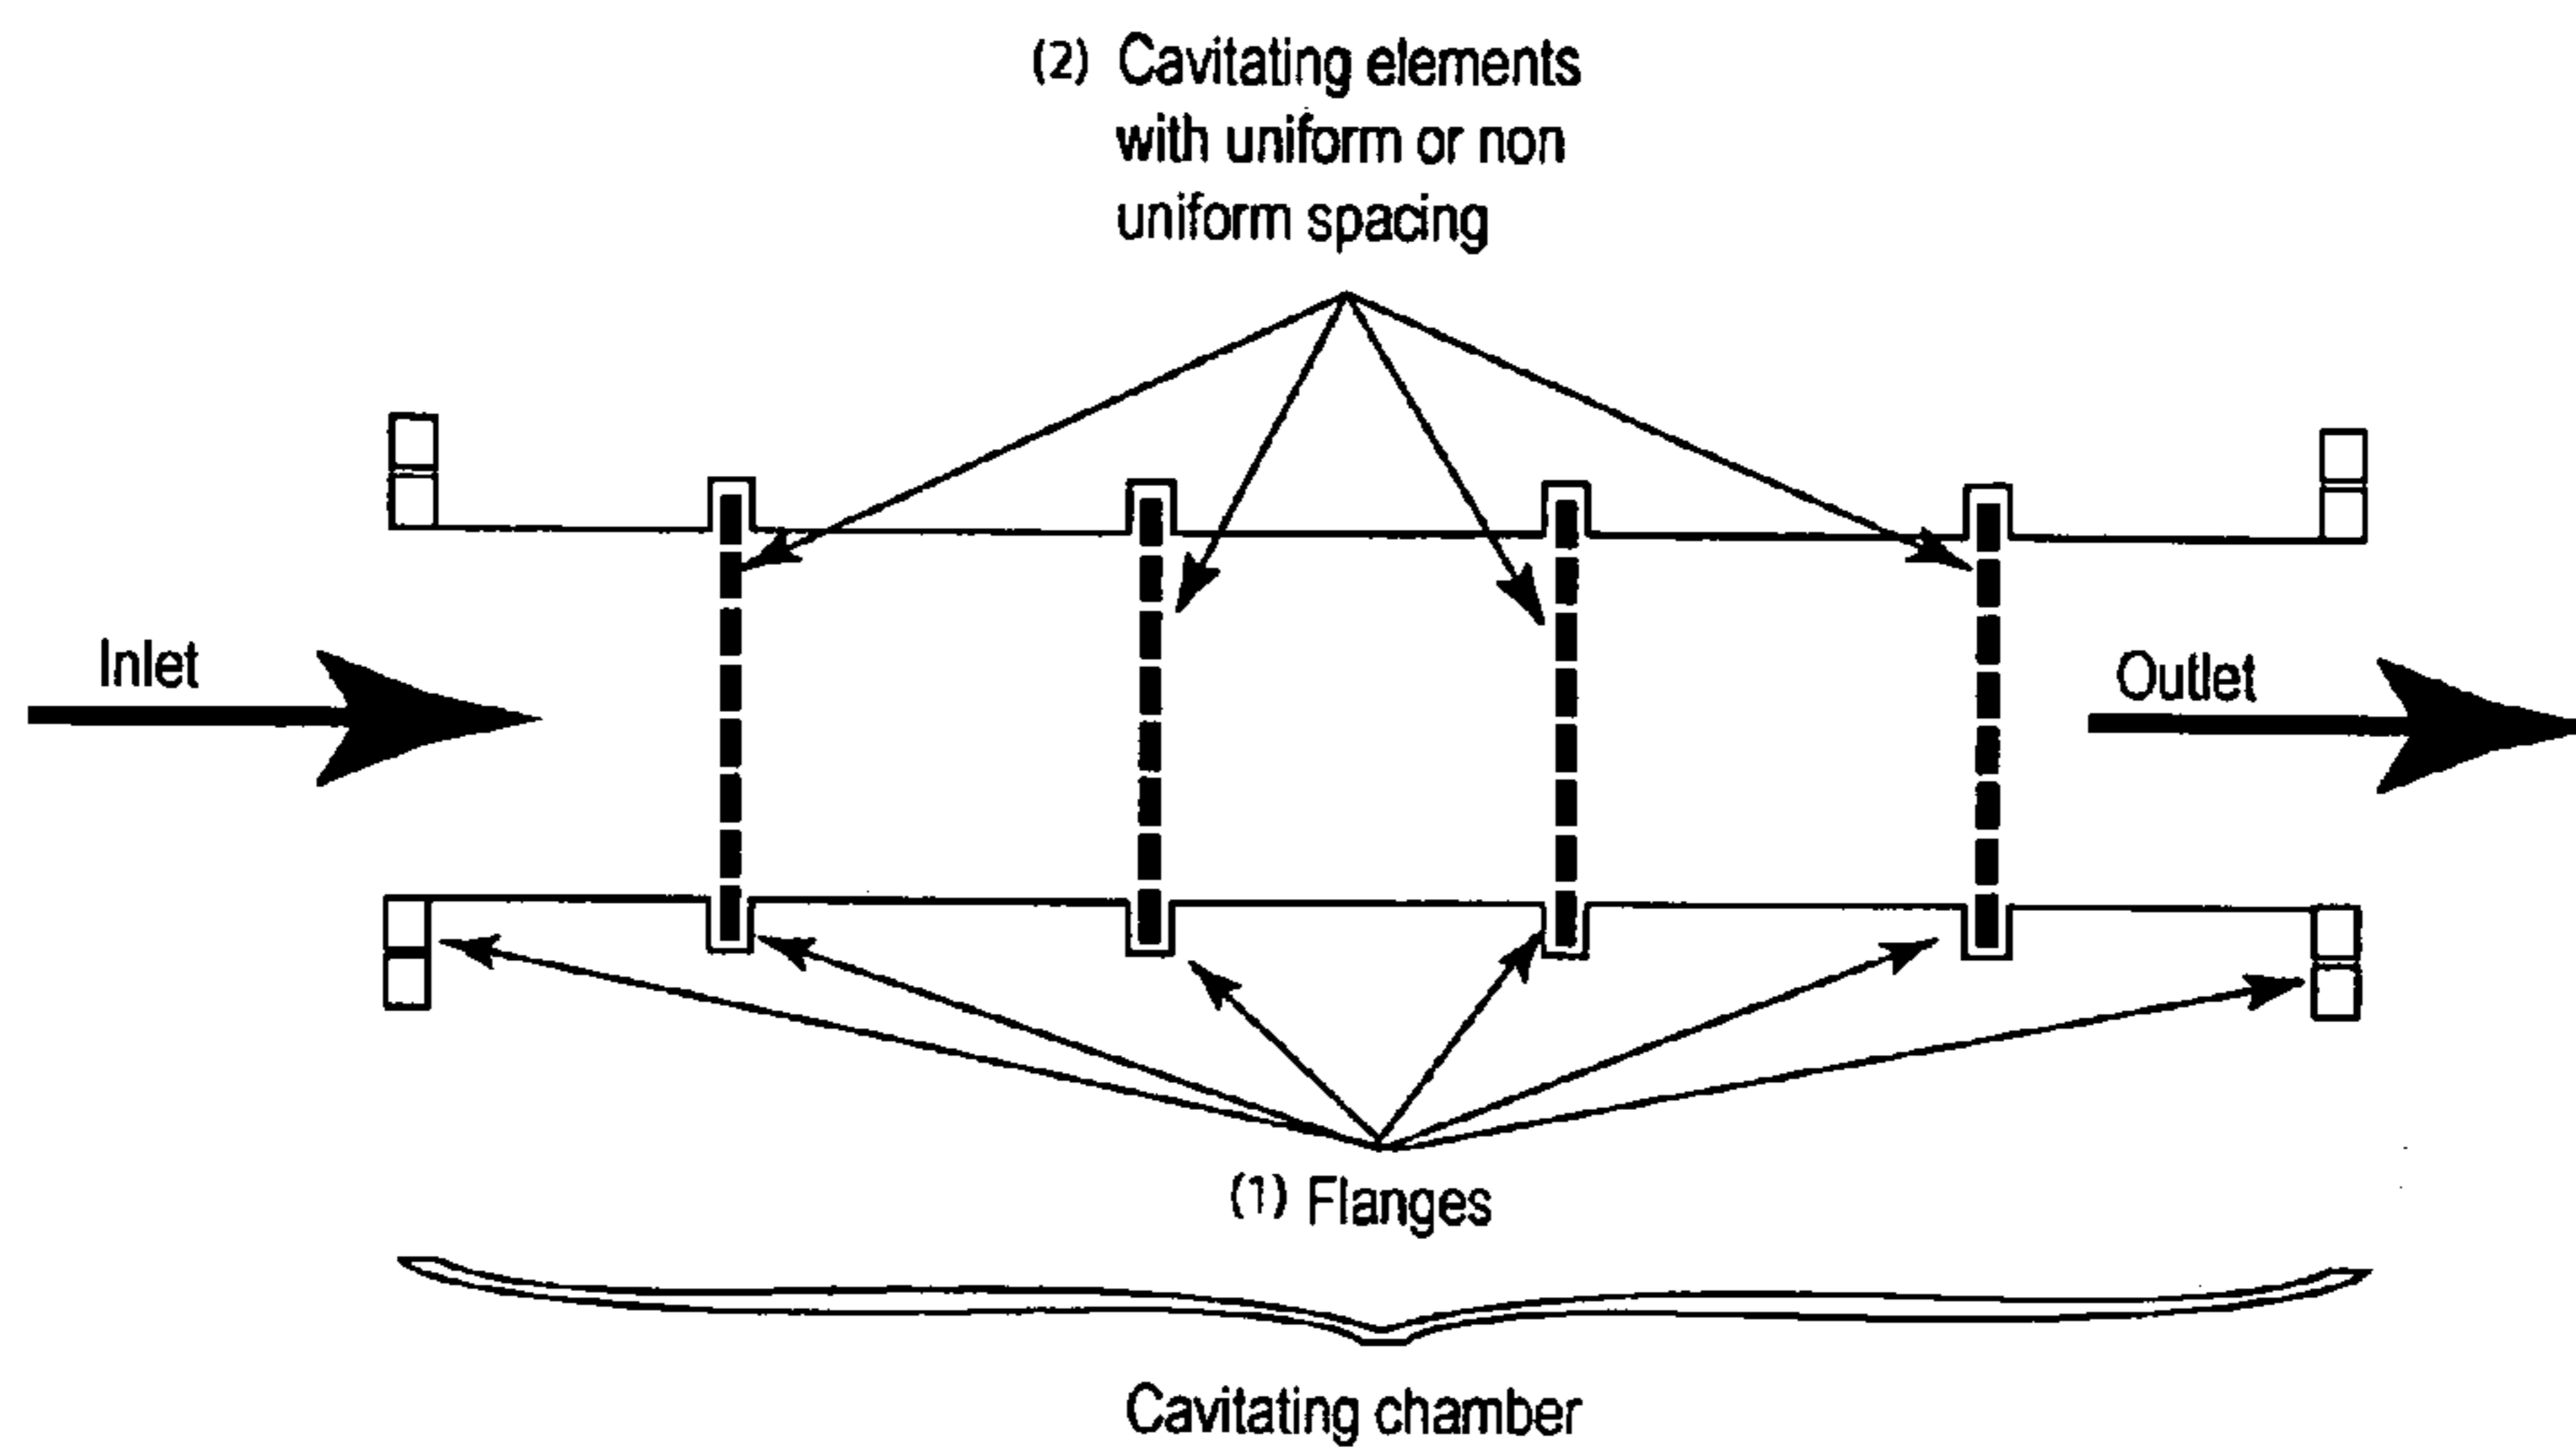 (2) Cavitating elements
with uniform or non
uniform spacing
Inlet
Outlet
(1) Flanges
Cavitating chamber